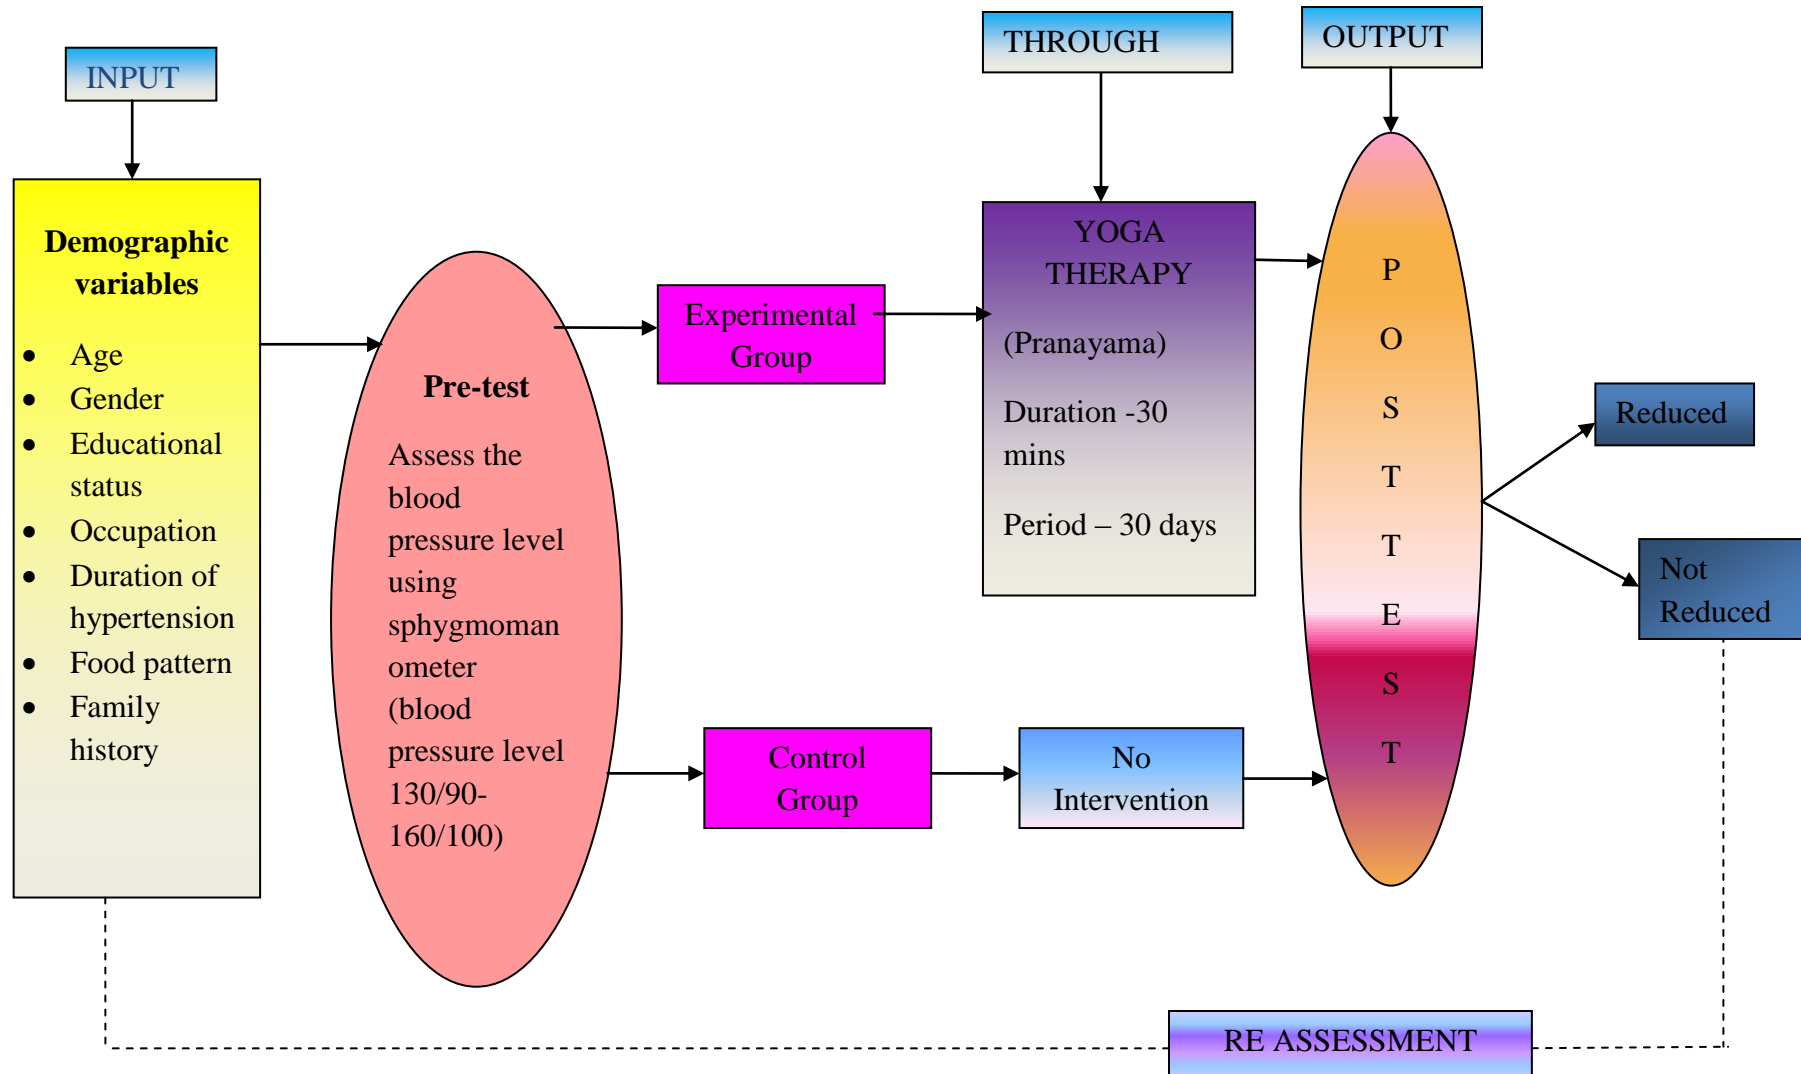 INPUT
THROUGH
OUTPUT
Demographic
variables
• Age
• Gender
• Educational
status
• Occupation
• Duration of
hypertension
• Food pattern
• Family
history
Pre-test
Assess the
blood
pressure level
using
sphygmoman
ometer
(blood
pressure level
130/90-
160/100)
Experimental
Group
YOGA
THERAPY
(Pranayama)
Duration -30
mins
Period – 30 days
Control
Group
No
Intervention
P
O
S
T
T
E
S
T
Reduced
Not
Reduced
RE ASSESSMENT